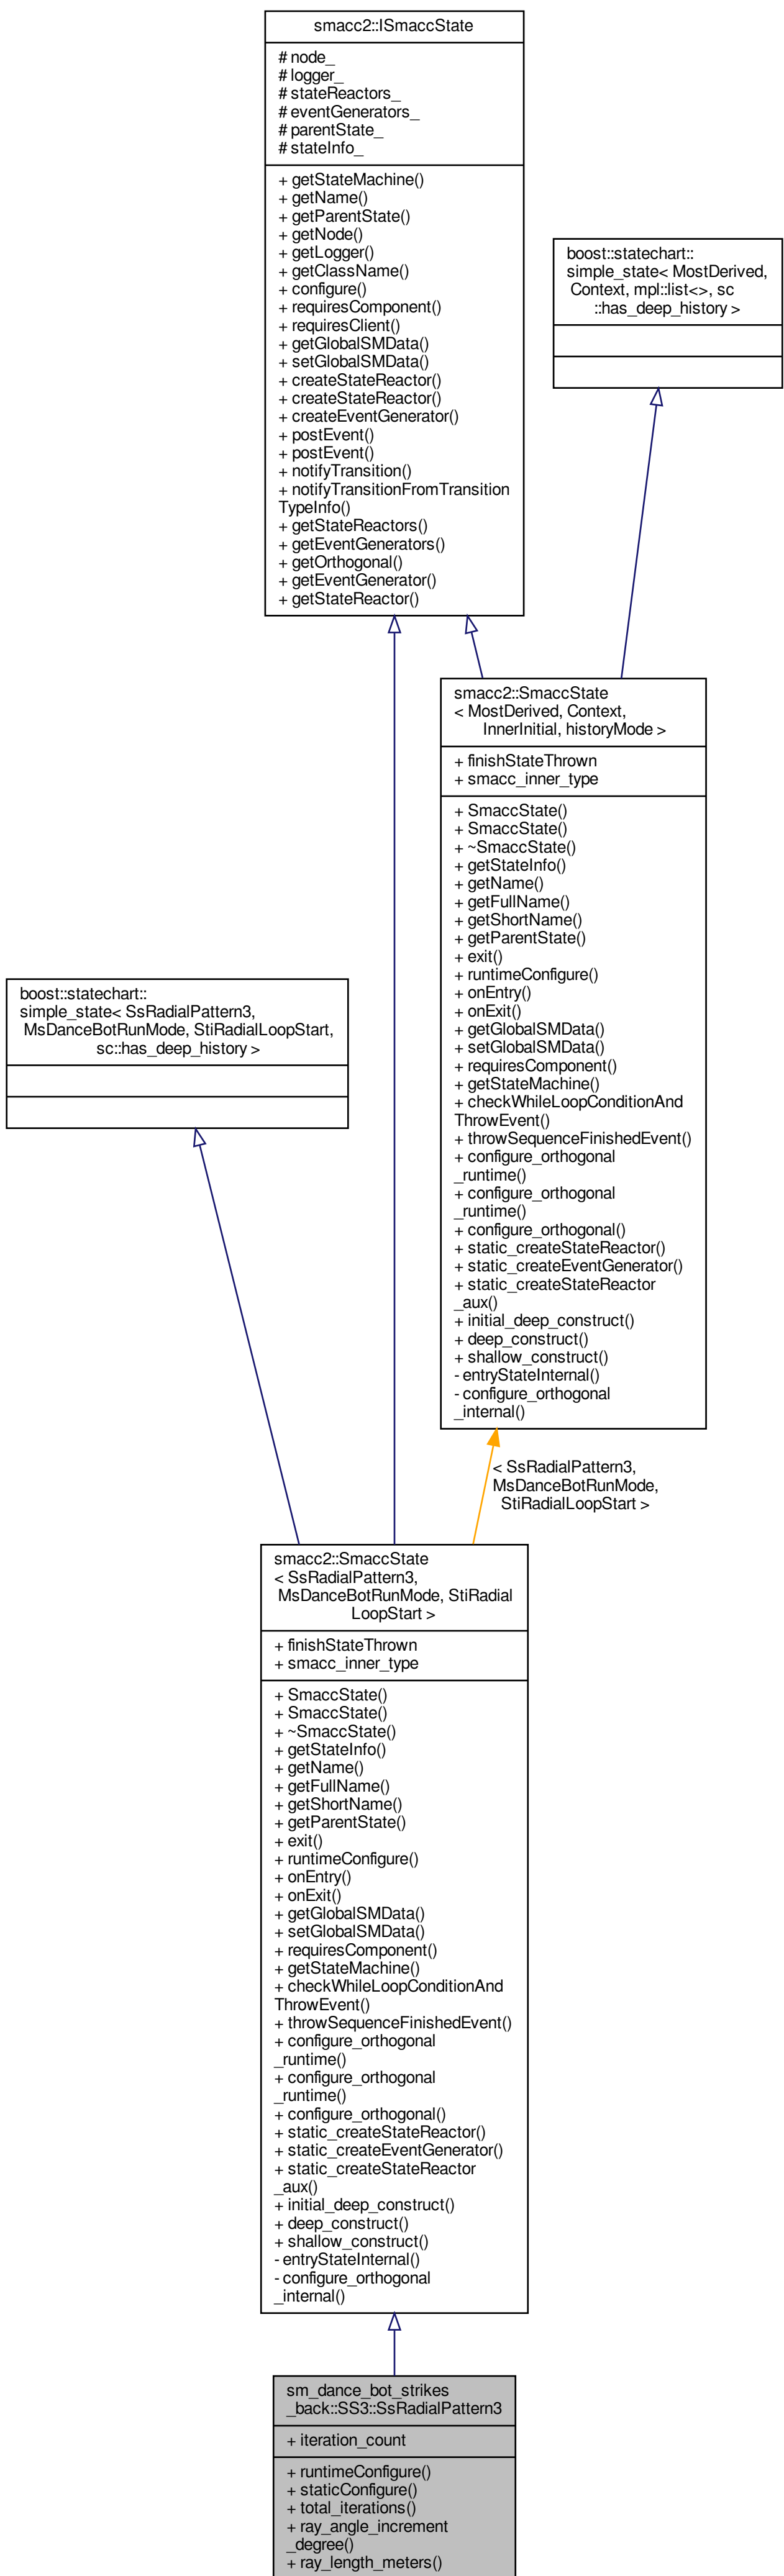 smacc2::ISmaccState
# node_
# logger_
# stateReactors_
# eventGenerators_
# parentState_
# stateInfo_
+ getStateMachine()
+ getName()
+ getParentState()
+ getNode()
+ getLogger()
+ getClassName()
+ configure()
+ requiresComponent()
+ requiresClient()
+ getGlobalSMData()
+ setGlobalSMData()
+ createStateReactor()
+ createStateReactor()
+ createEventGenerator()
+ postEvent()
+ postEvent()
+ notifyTransition()
+ notifyTransitionFromTransition
TypeInfo()
+ getStateReactors()
+ getEventGenerators()
+ getOrthogonal()
+ getEventGenerator()
+ getStateReactor()
boost::statechart::
simple_state< MostDerived,
Context, mpl::list<>, sc
::has_deep_history >
smacc2::SmaccState
< MostDerived, Context,
InnerInitial, historyMode >
+ finishStateThrown
+ smacc_inner_type
+ SmaccState()
+ SmaccState()
+ ~SmaccState()
+ getStateInfo()
+ getName()
+ getFullName()
+ getShortName()
+ getParentState()
+ exit()
+ runtimeConfigure()
+ onEntry()
+ onExit()
+ getGlobalSMData()
+ setGlobalSMData()
+ requiresComponent()
+ getStateMachine()
+ checkWhileLoopConditionAnd
ThrowEvent()
+ throwSequenceFinishedEvent()
+ configure_orthogonal
_runtime()
+ configure_orthogonal
_runtime()
+ configure_orthogonal()
+ static_createStateReactor()
+ static_createEventGenerator()
+ static_createStateReactor
_aux()
+ initial_deep_construct()
+ deep_construct()
+ shallow_construct()
- entryStateInternal()
- configure_orthogonal
_internal()
boost::statechart::
simple_state< SsRadialPattern3,
MsDanceBotRunMode, StiRadialLoopStart,
sc::has_deep_history >
< SsRadialPattern3,
MsDanceBotRunMode,
StiRadialLoopStart >
smacc2::SmaccState
< SsRadialPattern3,
MsDanceBotRunMode, StiRadial
LoopStart >
+ finishStateThrown
+ smacc_inner_type
+ SmaccState()
+ SmaccState()
+ ~SmaccState()
+ getStateInfo()
+ getName()
+ getFullName()
+ getShortName()
+ getParentState()
+ exit()
+ runtimeConfigure()
+ onEntry()
+ onExit()
+ getGlobalSMData()
+ setGlobalSMData()
+ requiresComponent()
+ getStateMachine()
+ checkWhileLoopConditionAnd
ThrowEvent()
+ throwSequenceFinishedEvent()
+ configure_orthogonal
_runtime()
+ configure_orthogonal
_runtime()
+ configure_orthogonal()
+ static_createStateReactor()
+ static_createEventGenerator()
+ static_createStateReactor
_aux()
+ initial_deep_construct()
+ deep_construct()
+ shallow_construct()
- entryStateInternal()
- configure_orthogonal
_internal()
sm_dance_bot_strikes
_back::SS3::SsRadialPattern3
+ iteration_count
+ runtimeConfigure()
+ staticConfigure()
+ total_iterations()
+ ray_angle_increment
_degree()
+ ray_length_meters()